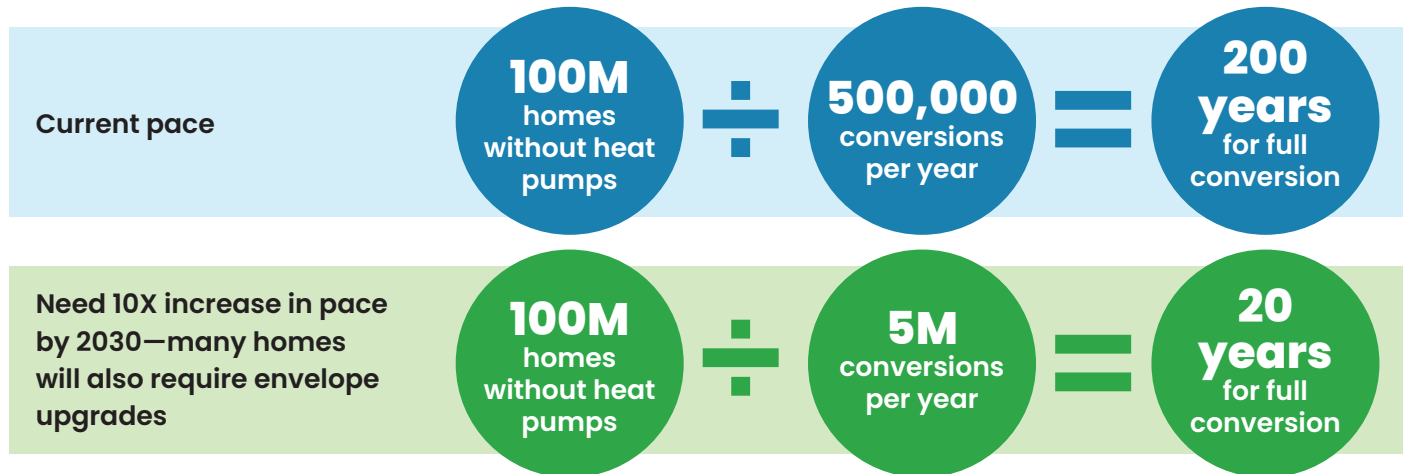 Current pace
100M
homes
without heat
pumps
÷
500,000
conversions
per year
=
200
years
for full
conversion
Need 10X increase in pace
by 2030—many homes
will also require envelope
upgrades
100M
homes
without heat
pumps
÷
5M
conversions
per year
=
20
years
for full
conversion